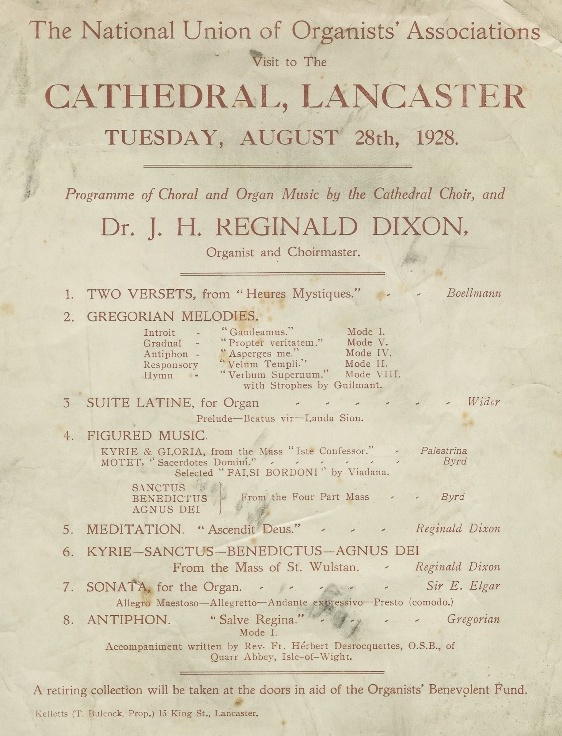 The National Union of Organists' Associations
Visit to The
CATHEDRAL, LANCASTER
TUESDAY, AUGUST 28th, 1928.
Programme of Choral and Organ Music by the Cathedral Choir, and
Dr. J. H. REGINALD DIXON,
Organist and Choirmaster.
1. TWO VERSETS, from "Heures Mystiques." - - Boellmann
2. GREGORIAN MELODIES.
Introit - "Gaudeamus." Mode I.
Gradual - "Propter veritatem." Mode V.
Antiphon - "Asperges me." Mode IV.
Responsory "Velum Templi." Mode II.
Hymn - "Verbum Supernum." Mode VIII.
with Strophes by Guilmant.
3 SUITE LATINE, for Organ - - - - - - Widor
Prelude—Beatus vir—Lauda Sion.
4. FIGURED MUSIC.
KYRIE & GLORIA, from the Mass "Iste Confessor." - Palestrina
MOTET, "Sacerdotes Domini." - - - - - - Byrd
Selected "FALSI BORDONI" by Viadana.
SANCTUS
BENEDICTUS From the Four Part Mass - - Byrd
AGNUS DEI
5. MEDITATION. "Ascendit Deus." - - - Reginald Dixon
6. KYRIE—SANCTUS—BENEDICTUS—AGNUS DEI
From the Mass of St. Wulstan. - Reginald Dixon
7. SONATA, for the Organ. - - - - - Sir E. Elgar
Allegro Maestoso—Allegretto—Andante expressivo—Presto (comodo.)
8. ANTIPHON. "Salve Regina." - - - - Gregorian
Mode I.
Accompaniment written by Rev. Fr. Hérbert Desrocquettes, O.S.B., of
Quarr Abbey, Isle-of-Wight.
A retiring collection will be taken at the doors in aid of the Organists' Benevolent Fund.
Kelletts (T. Bulcock, Prop.) 15 King St., Lancaster.